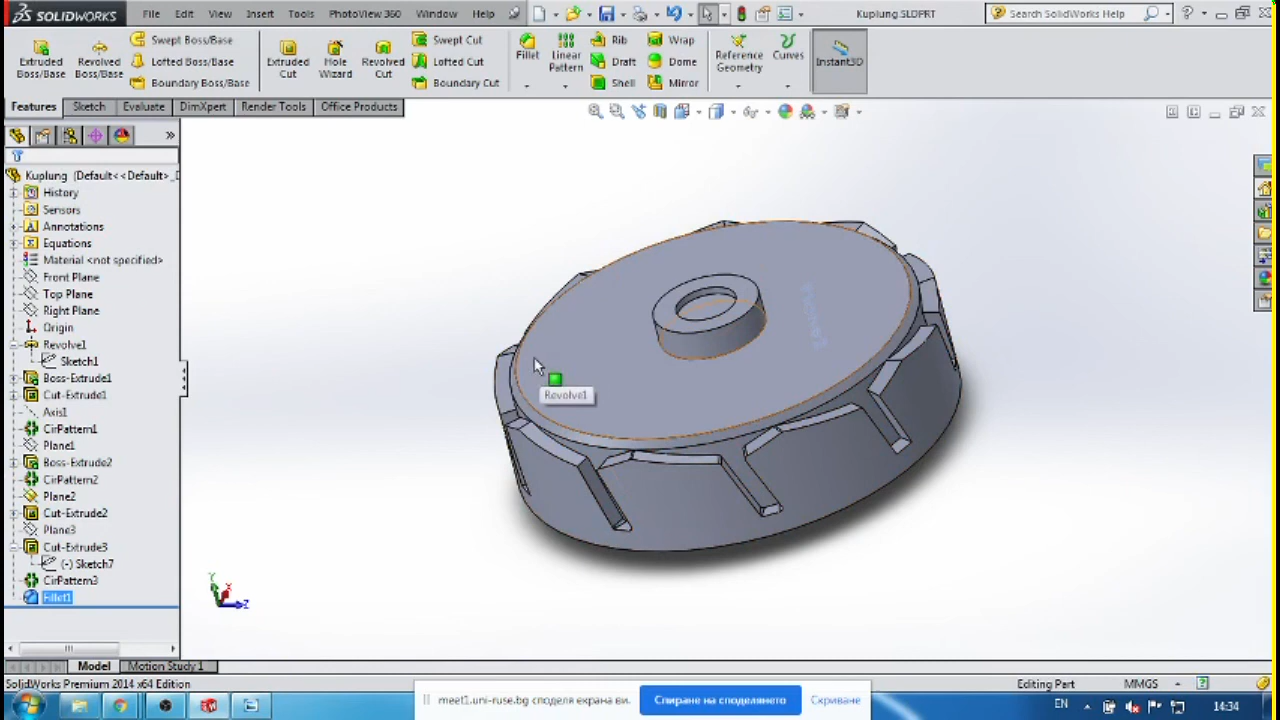 SOLIDWORKS File Edit View Insert Tools PhotoView 360 Window Help Kuplung.SLDPRT Search SolidWorks Help
Extruded Boss/Base
Revolved Boss/Base
Swept Boss/Base
Lofted Boss/Base
Boundary Boss/Base
Extruded Cut
Hole Wizard
Revolved Cut
Swept Cut
Lofted Cut
Boundary Cut
Fillet
Linear Pattern
Rib
Draft
Shell
Wrap
Dome
Mirror
Reference Geometry
Curves
Instant3D
Features Sketch Evaluate DimXpert Render Tools Office Products
Kuplung (Default<<Default>_D
History
Sensors
Annotations
Equations
Material <not specified>
Front Plane
Top Plane
Right Plane
Origin
Revolve1
Sketch1
Boss-Extrude1
Cut-Extrude1
Axis1
CirPattern1
Plane1
Boss-Extrude2
CirPattern2
Plane2
Cut-Extrude2
Plane3
Cut-Extrude3
(-) Sketch7
CirPattern3
Fillet1
Revolve1
Y X Z
Model Motion Study 1
SolidWorks Premium 2014 x64 Edition Editing Part MMGS
meet1.uni-ruse.bg споделя екрана ви. Спиране на споделянето Скриване
EN 14:34